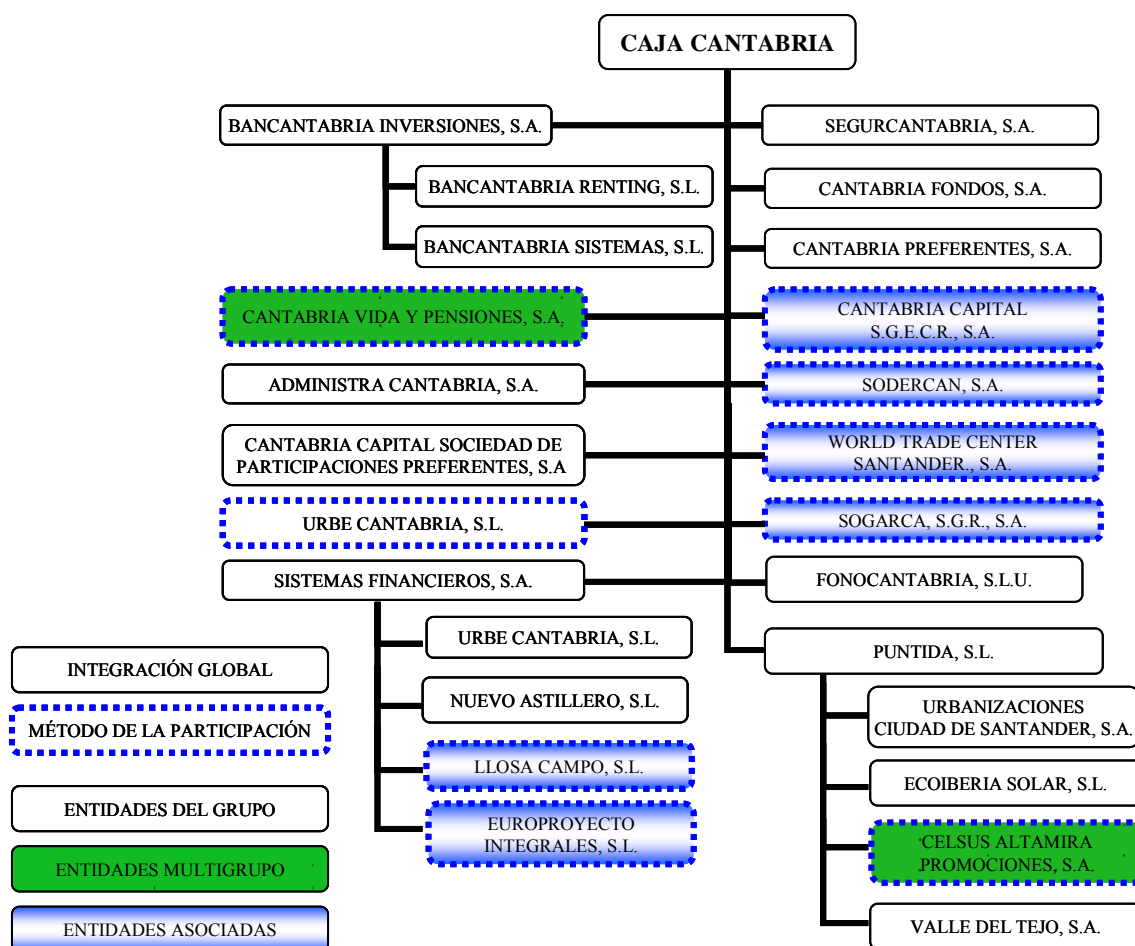 CAJA CANTABRIA
BANCANTABRIA INVERSIONES, S.A.
SEGURCANTABRIA, S.A.
BANCANTABRIA RENTING, S.L.
CANTABRIA FONDOS, S.A.
BANCANTABRIA SISTEMAS, S.L.
CANTABRIA PREFERENTES, S.A.
CANTABRIA VIDA Y PENSIONES, S.A.
CANTABRIA CAPITAL
S.G.E.C.R., S.A.
ADMINISTRA CANTABRIA, S.A.
SODERCAN, S.A.
CANTABRIA CAPITAL SOCIEDAD DE
PARTICIPACIONES PREFERENTES, S.A
WORLD TRADE CENTER
SANTANDER., S.A.
URBE CANTABRIA, S.L.
SOGARCA, S.G.R., S.A.
SISTEMAS FINANCIEROS, S.A.
FONOCANTABRIA, S.L.U.
URBE CANTABRIA, S.L.
PUNTIDA, S.L.
INTEGRACIÓN GLOBAL
NUEVO ASTILLERO, S.L.
URBANIZACIONES
CIUDAD DE SANTANDER, S.A.
MÉTODO DE LA PARTICIPACIÓN
LLOSA CAMPO, S.L.
ECOIBERIA SOLAR, S.L.
ENTIDADES DEL GRUPO
EUROPROYECTO
INTEGRALES, S.L.
CELSUS ALTAMIRA
PROMOCIONES, S.A.
ENTIDADES MULTIGRUPO
ENTIDADES ASOCIADAS
VALLE DEL TEJO, S.A.